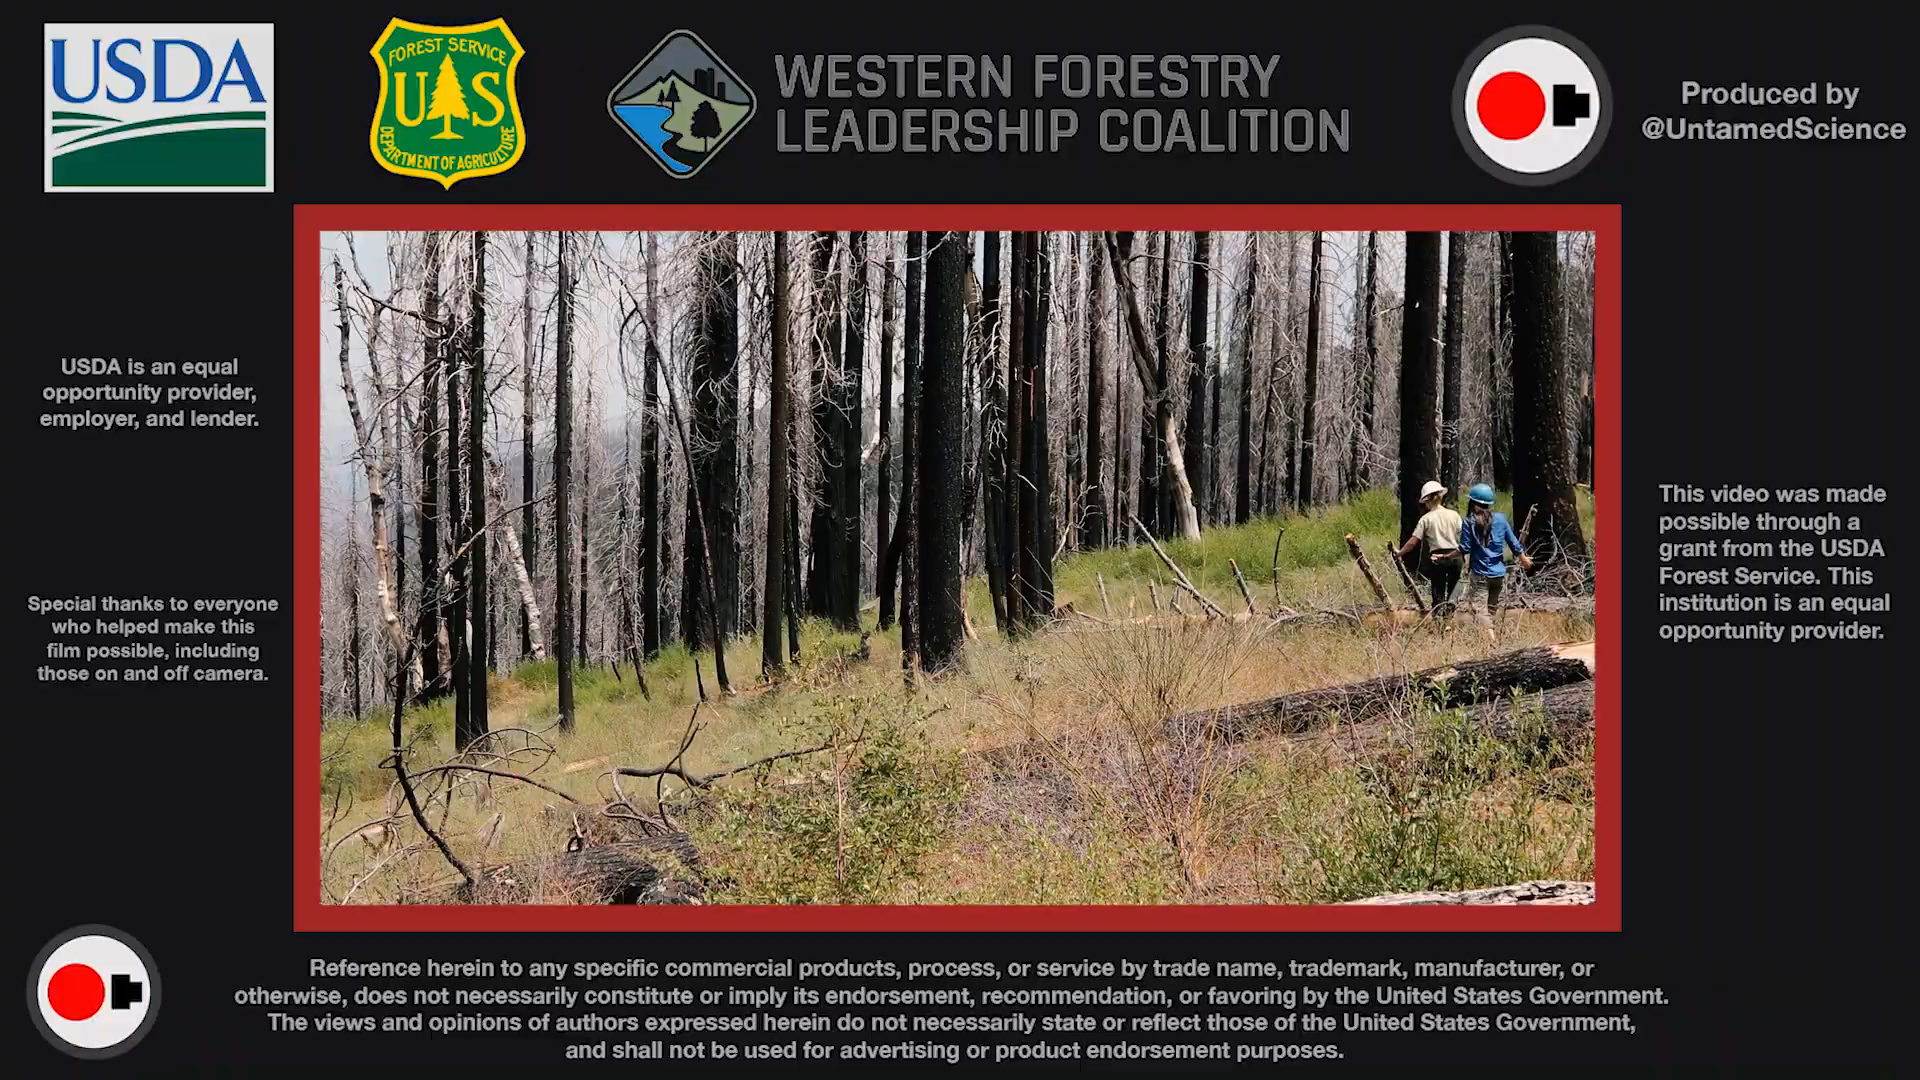 USDA
FOREST SERVICE
US
DEPARTMENT OF AGRICULTURE
WESTERN FORESTRY
LEADERSHIP COALITION
Produced by
@UntamedScience
USDA is an equal
opportunity provider,
employer, and lender.
Special thanks to everyone
who helped make this
film possible, including
those on and off camera.
This video was made
possible through a
grant from the USDA
Forest Service. This
institution is an equal
opportunity provider.
Reference herein to any specific commercial products, process, or service by trade name, trademark, manufacturer, or
otherwise, does not necessarily constitute or imply its endorsement, recommendation, or favoring by the United States Government.
The views and opinions of authors expressed herein do not necessarily state or reflect those of the United States Government,
and shall not be used for advertising or product endorsement purposes.